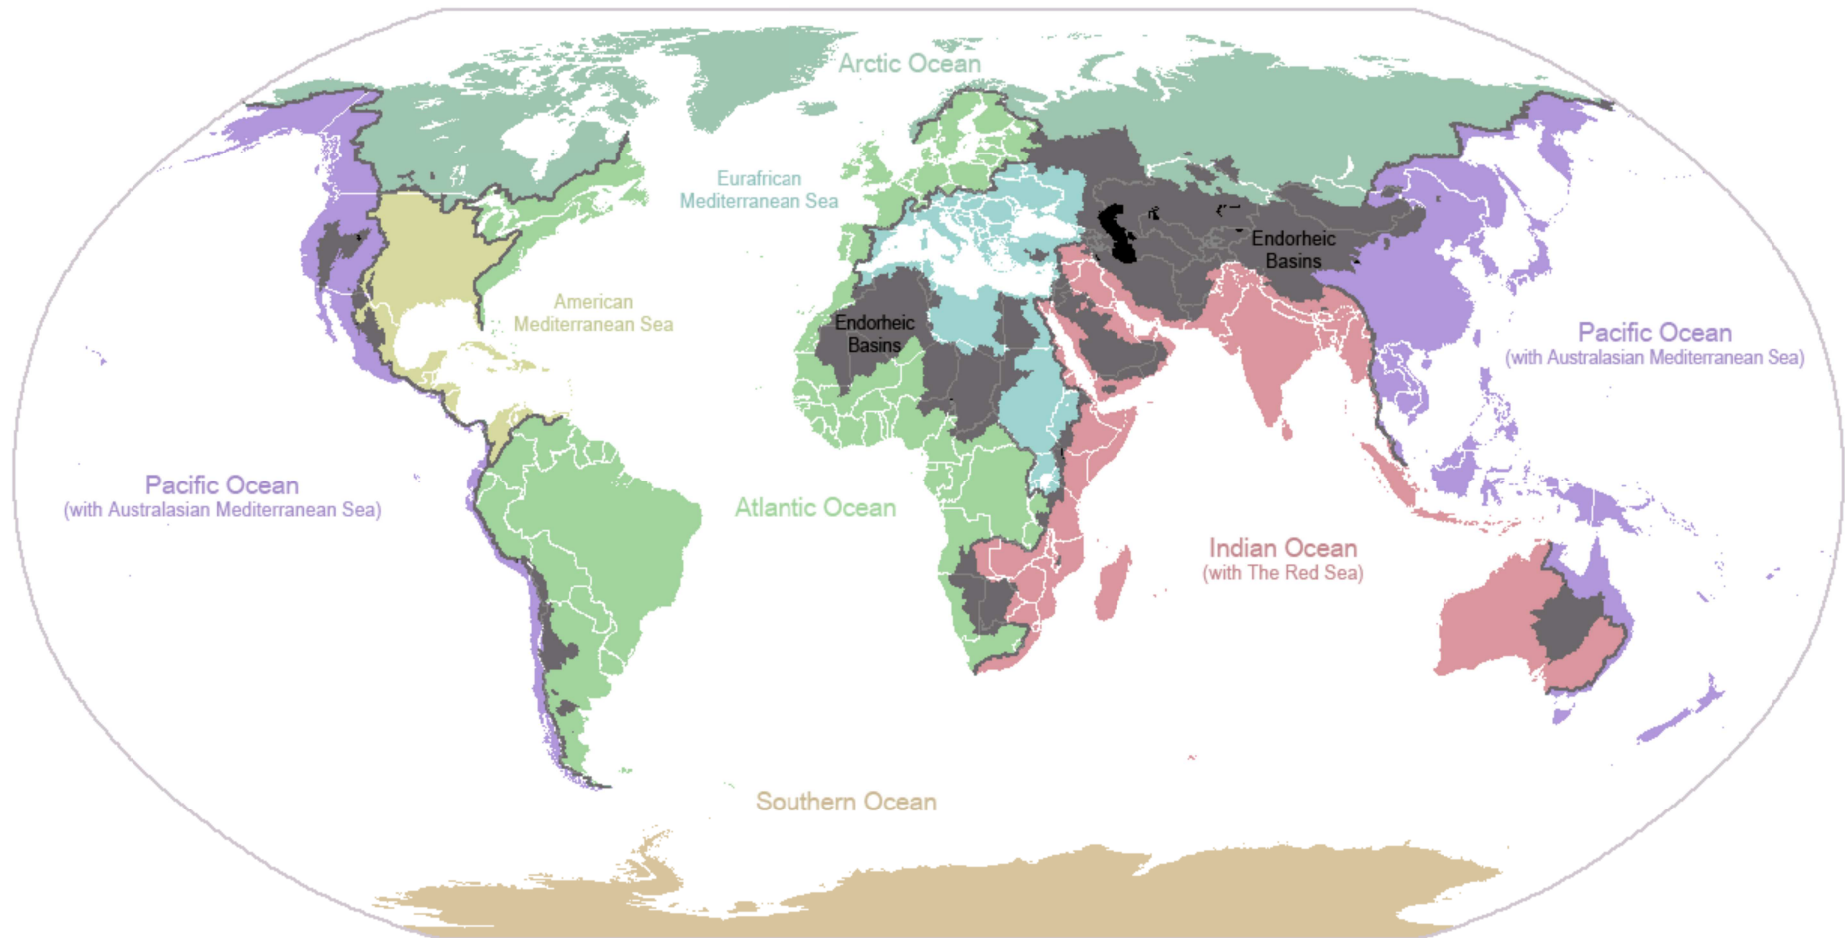 Arctic Ocean
Eurafrican
Mediterranean Sea
Endorheic
Basins
American
Mediterranean Sea
Endorheic
Basins
Pacific Ocean
(with Australasian Mediterranean Sea)
Pacific Ocean
(with Australasian Mediterranean Sea)
Atlantic Ocean
Indian Ocean
(with The Red Sea)
Southern Ocean